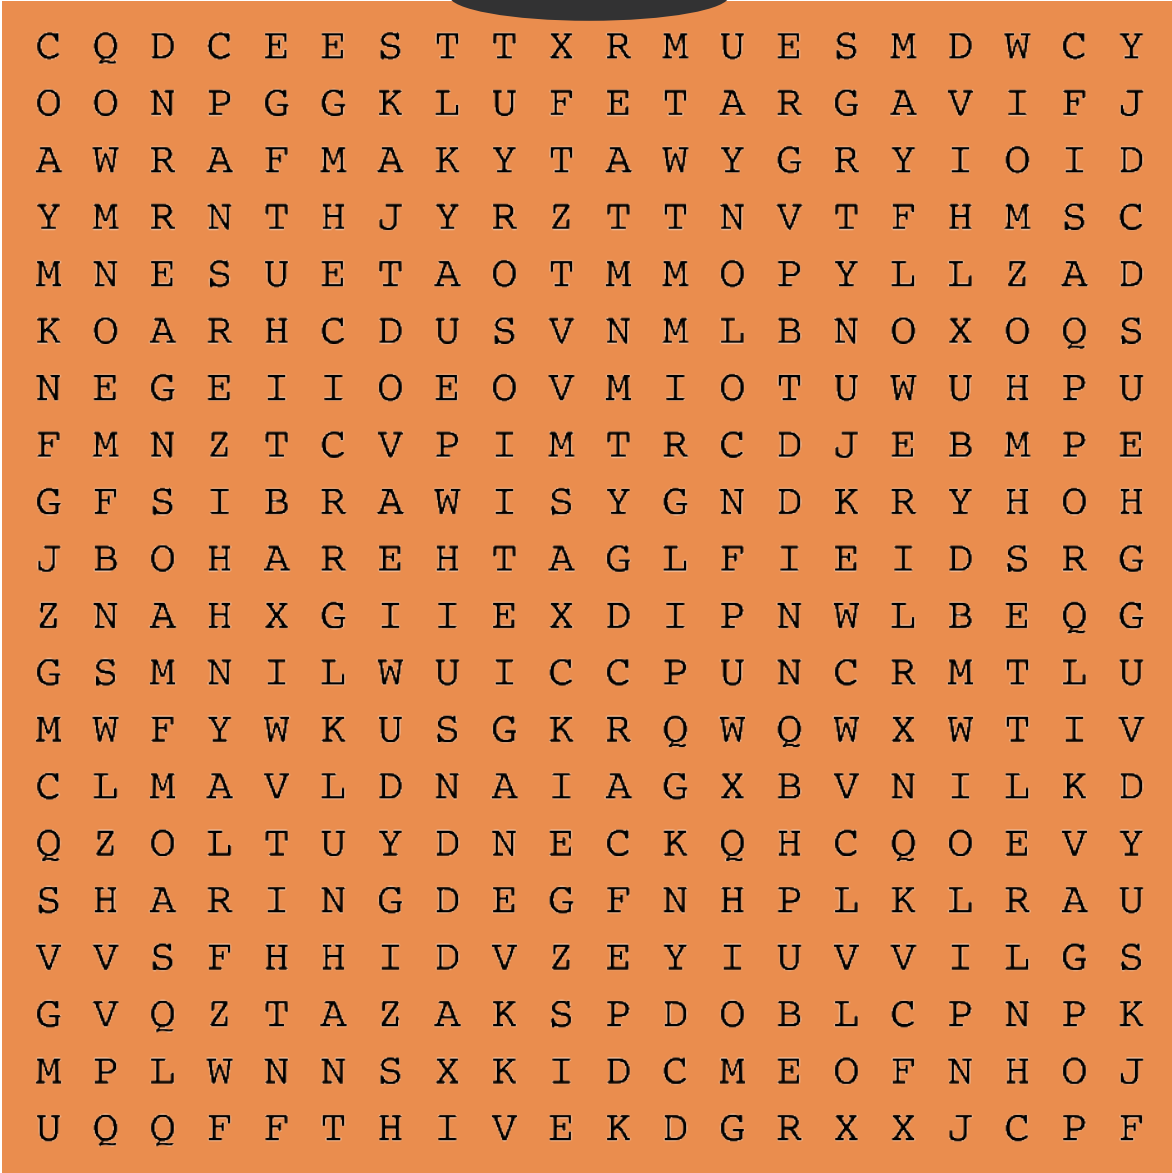 C Q D C E E S T T X R M U E S M D W C Y
O O N P G G K L U F E T A R G A V I F J
A W R A F M A K Y T A W Y G R Y I O I D
Y M R N T H J Y R Z T T N V T F H M S C
M N E S U E T A O T M M O P Y L L Z A D
K O A R H C D U S V N M L B N O X O Q S
N E G E I I O E O V M I O T U W U H P U
F M N Z T C V P I M T R C D J E B M P E
G F S I B R A W I S Y G N D K R Y H O H
J B O H A R E H T A G L F I E I D S R G
Z N A H X G I I E X D I P N W L B E Q G
G S M N I L W U I C C P U N C R M T L U
M W F Y W K U S G K R Q W Q W X W T I V
C L M A V L D N A I A G X B V N I L K D
Q Z O L T U Y D N E C K Q H C Q O E V Y
S H A R I N G D E G F N H P L K L R A U
V V S F H H I D V Z E Y I U V V I L G S
G V Q Z T A Z A K S P D O B L C P N P K
M P L W N N S X K I D C M E O F N H O J
U Q Q F F T H I V E K D G R X X J C P F